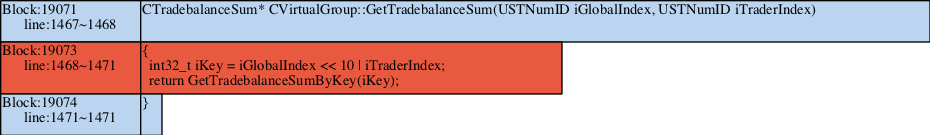 Block:19071
line:1467~1468
CTradebalanceSum* CVirtualGroup::GetTradebalanceSum(USTNumID iGlobalIndex, USTNumID iTraderIndex)
Block:19073
line:1468~1471
{
int32_t iKey = iGlobalIndex << 10 | iTraderIndex;
return GetTradebalanceSumByKey(iKey);
Block:19074
line:1471~1471
}